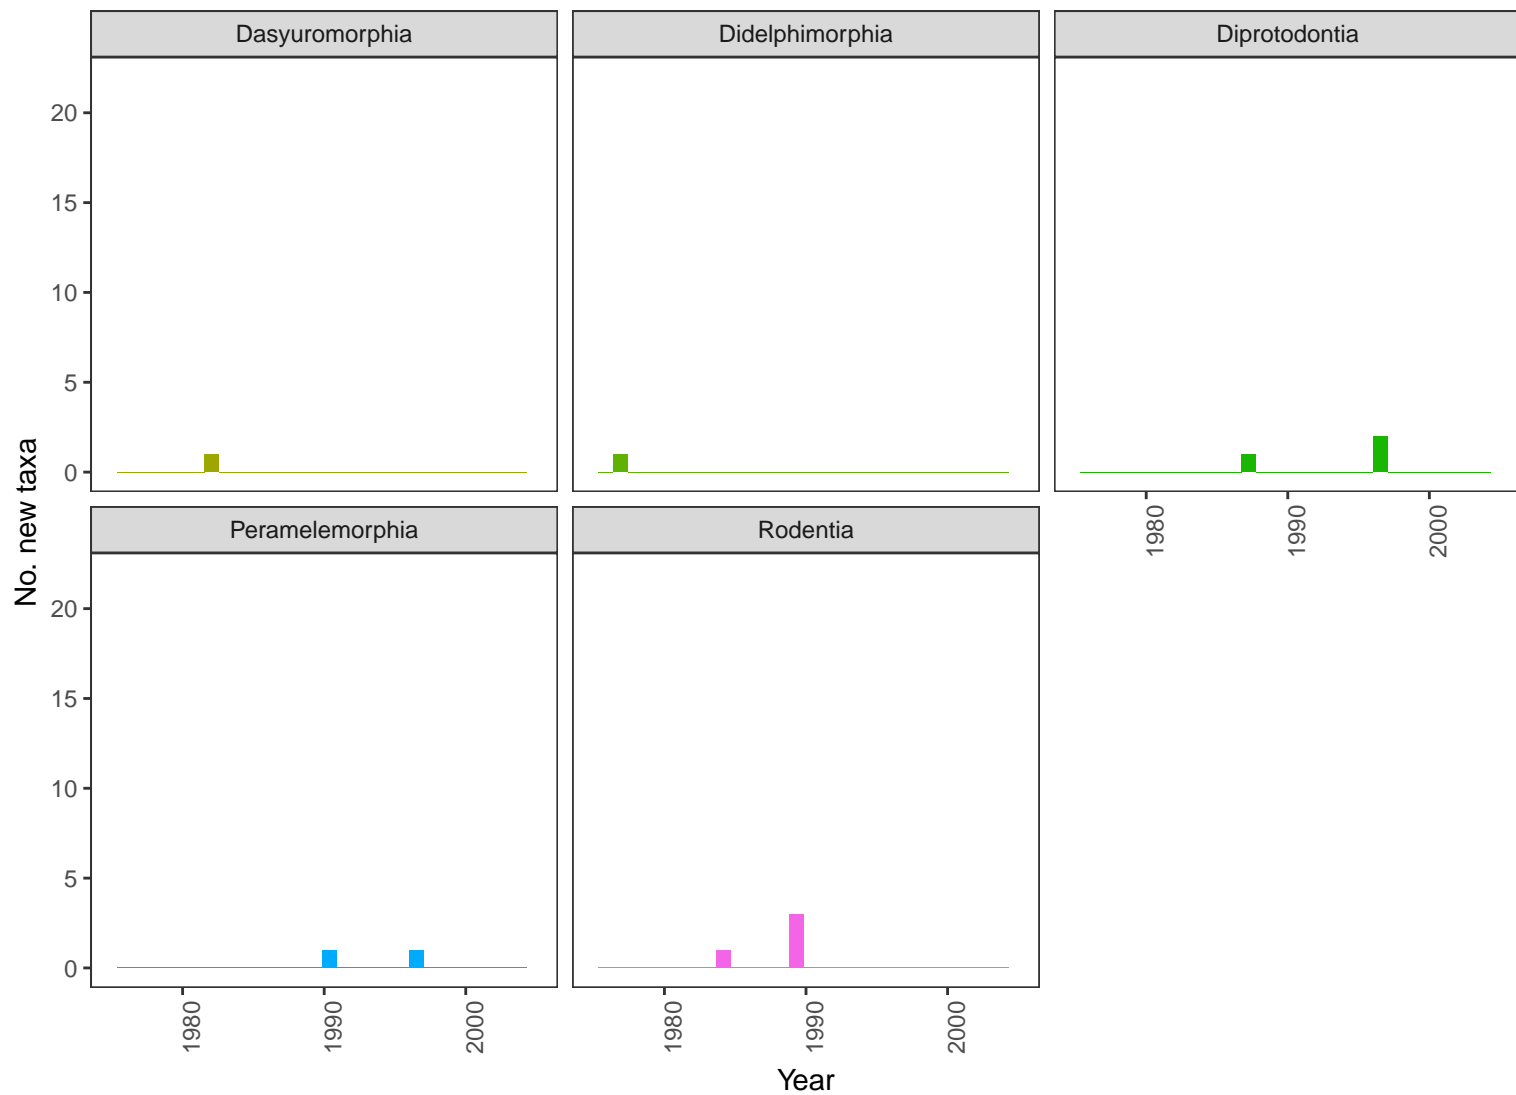 Dasyuromorphia
Didelphimorphia
Diprotodontia
20
15
10
5
0
1980
1990
2000
Peramelemorphia
Rodentia
20
15
10
5
0
1980
1990
2000
1980
1990
2000
No. new taxa
Year